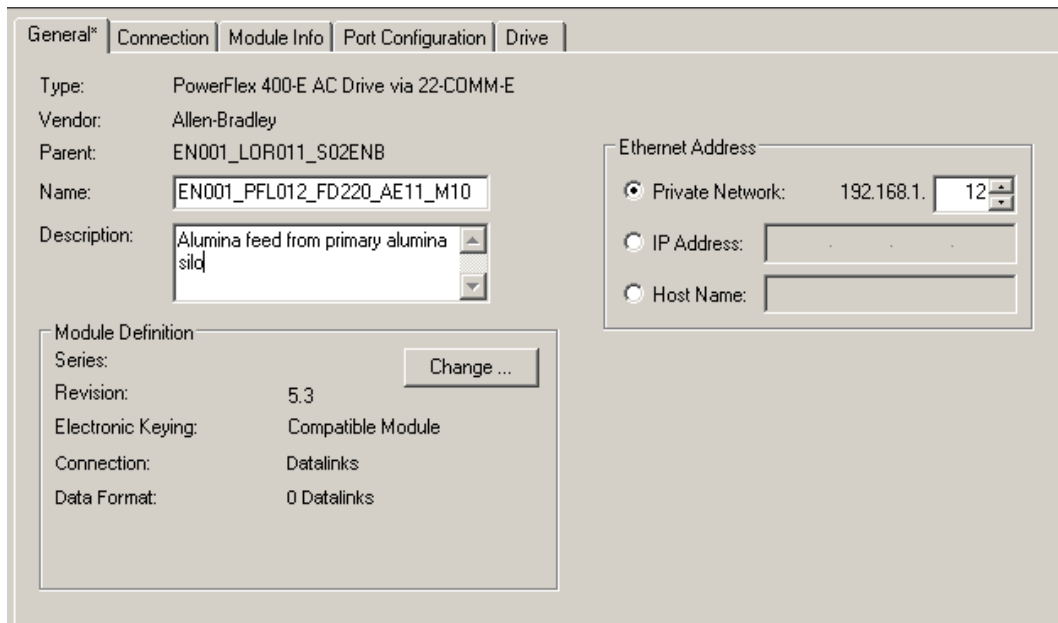 General* Connection Module Info Port Configuration Drive
Type: PowerFlex 400-E AC Drive via 22-COMM-E
Vendor: Allen-Bradley
Parent: EN001_LOR011_S02ENB
Name: EN001_PFL012_FD220_AE11_M10
Description: Alumina feed from primary alumina
silo
Ethernet Address
Private Network: 192.168.1. 12
IP Address: . . .
Host Name:
Module Definition
Series:
Change ...
Revision: 5.3
Electronic Keying: Compatible Module
Connection: Datalinks
Data Format: 0 Datalinks